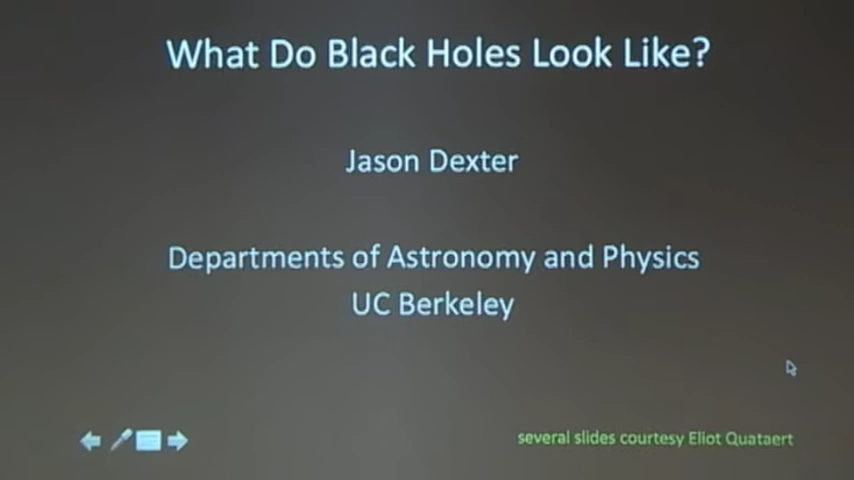 What Do Black Holes Look Like?
Jason Dexter
Departments of Astronomy and Physics
UC Berkeley
several slides courtesy Eliot Quataert